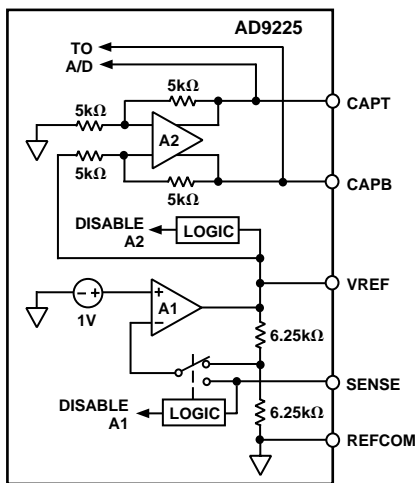 AD9225
TO
A/D
5kΩ
CAPT
5kΩ
A2
5kΩ
CAPB
5kΩ
DISABLE
A2
LOGIC
VREF
– +
1V
+
A1
–
6.25kΩ
SENSE
DISABLE
A1
LOGIC
6.25kΩ
REFCOM